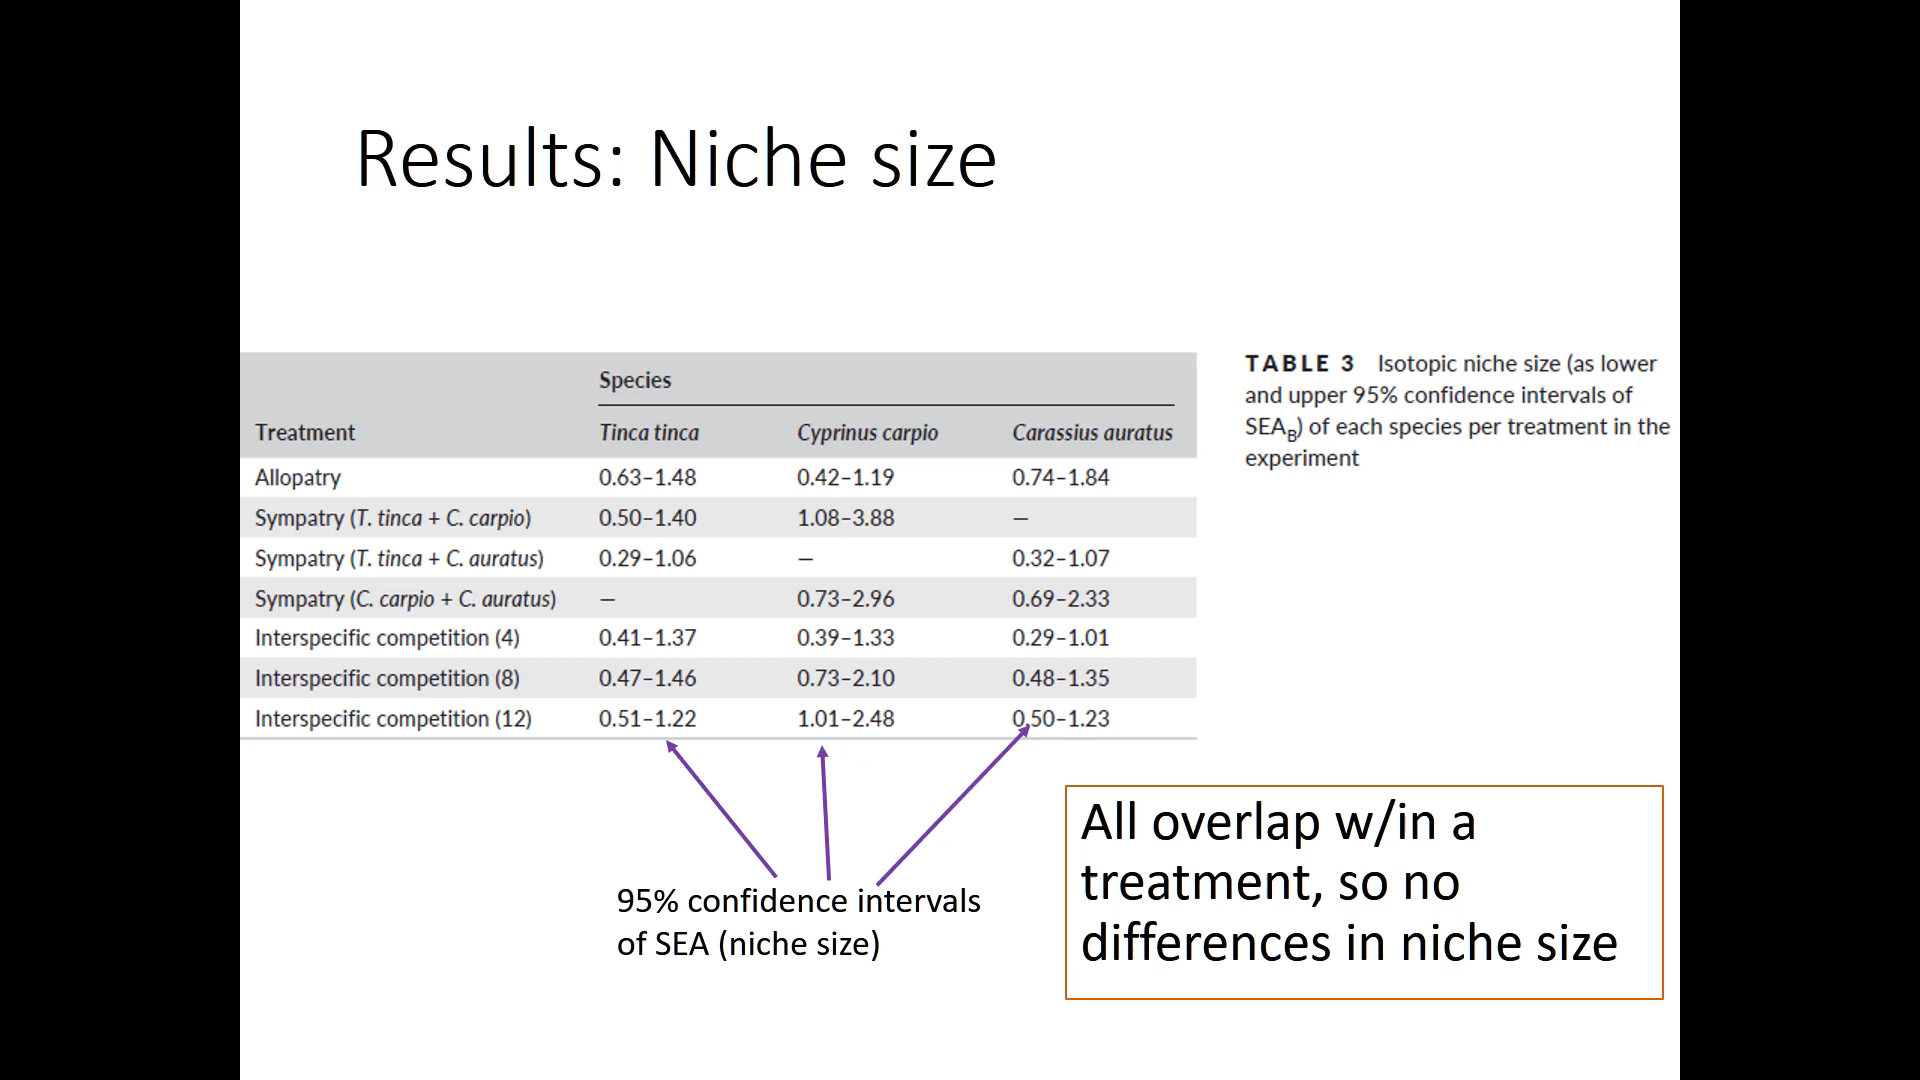 Results: Niche size
Species
Treatment Tinca tinca Cyprinus carpio Carassius auratus
Allopatry 0.63–1.48 0.42–1.19 0.74–1.84
Sympatry (T. tinca + C. carpio) 0.50–1.40 1.08–3.88 –
Sympatry (T. tinca + C. auratus) 0.29–1.06 – 0.32–1.07
Sympatry (C. carpio + C. auratus) – 0.73–2.96 0.69–2.33
Interspecific competition (4) 0.41–1.37 0.39–1.33 0.29–1.01
Interspecific competition (8) 0.47–1.46 0.73–2.10 0.48–1.35
Interspecific competition (12) 0.51–1.22 1.01–2.48 0.50–1.23
TABLE 3 Isotopic niche size (as lower
and upper 95% confidence intervals of
SEAB) of each species per treatment in the
experiment
95% confidence intervals
of SEA (niche size)
All overlap w/in a
treatment, so no
differences in niche size